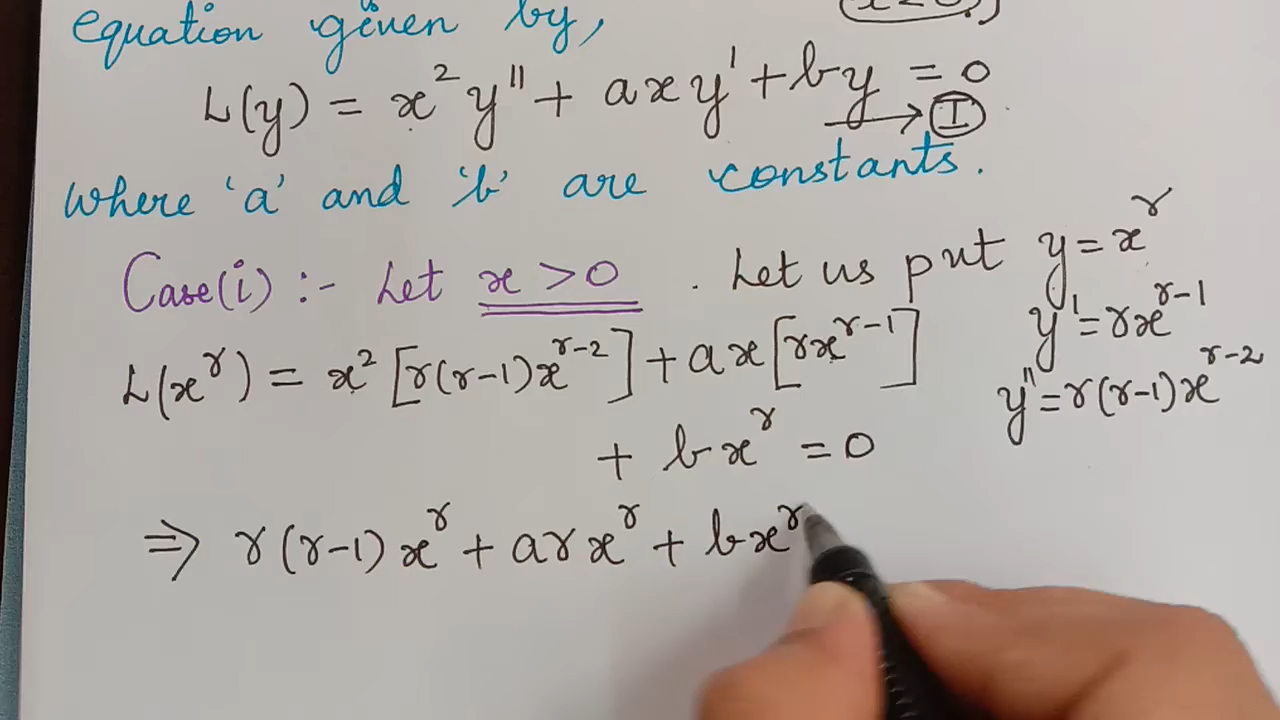 equation given by,
L(y) = x² y'' + axy' + by = 0
→ Ⓘ
where 'a' and 'b' are constants.
Case(i) :- Let x > 0 . Let us put y = x^r
y' = rx^{r-1}
y'' = r(r-1)x^{r-2}
L(x^r) = x² [r(r-1)x^{r-2}] + ax[rx^{r-1}]
+ bx^r = 0
⇒ r(r-1)x^r + arx^r + bx^r